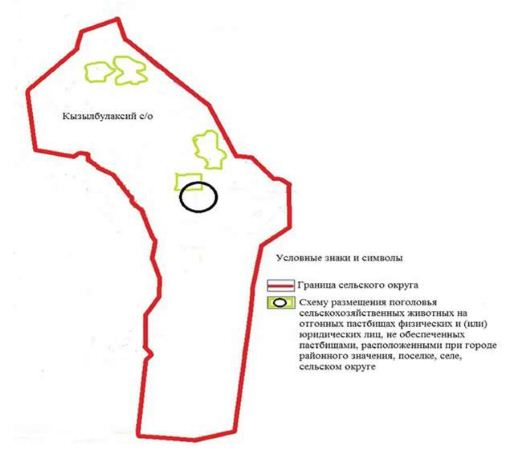 Кызылбулаксий с/о
Условные знаки и символы
Граница сельского округа
Схему размещения поголовья
сельскохозяйственных животных на
отгонных пастбищах физических и (или)
юридических лиц, не обеспеченных
пастбищами, расположенными при городе
районного значения, поселке, селе,
сельском округе